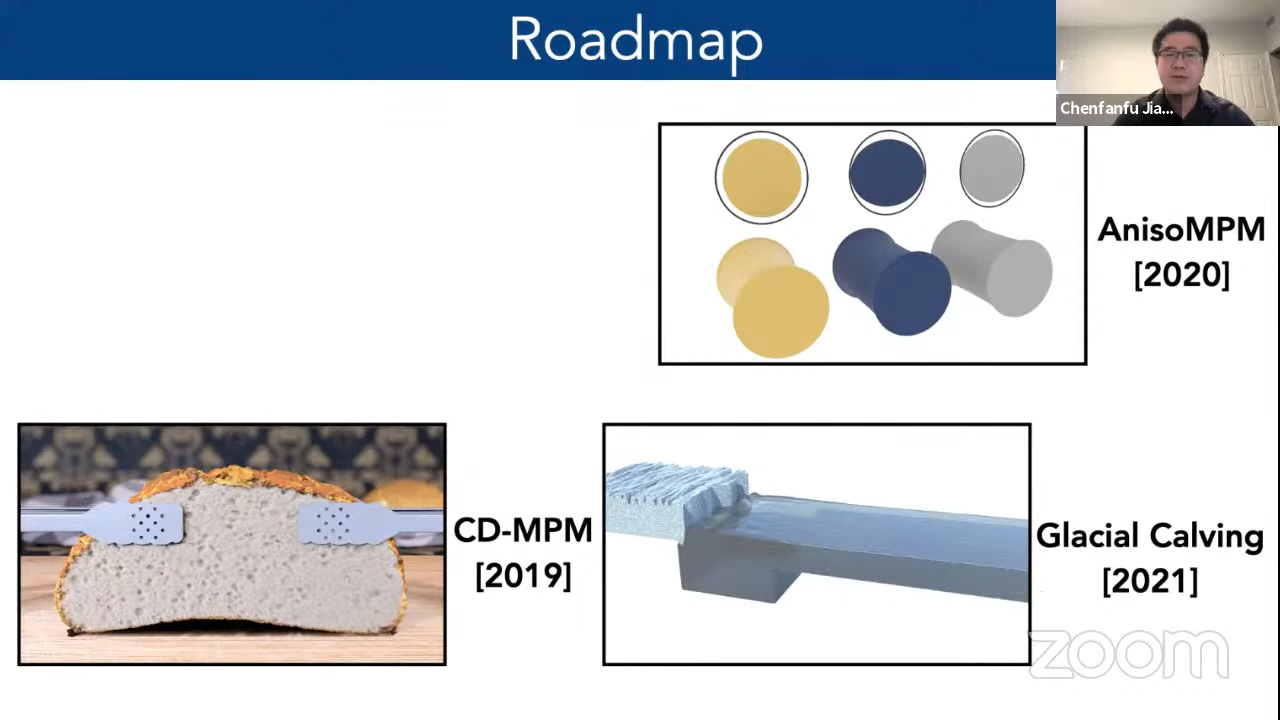 Roadmap
Chenfanfu Jia...
AnisoMPM
[2020]
CD-MPM
[2019]
Glacial Calving
[2021]
zoom